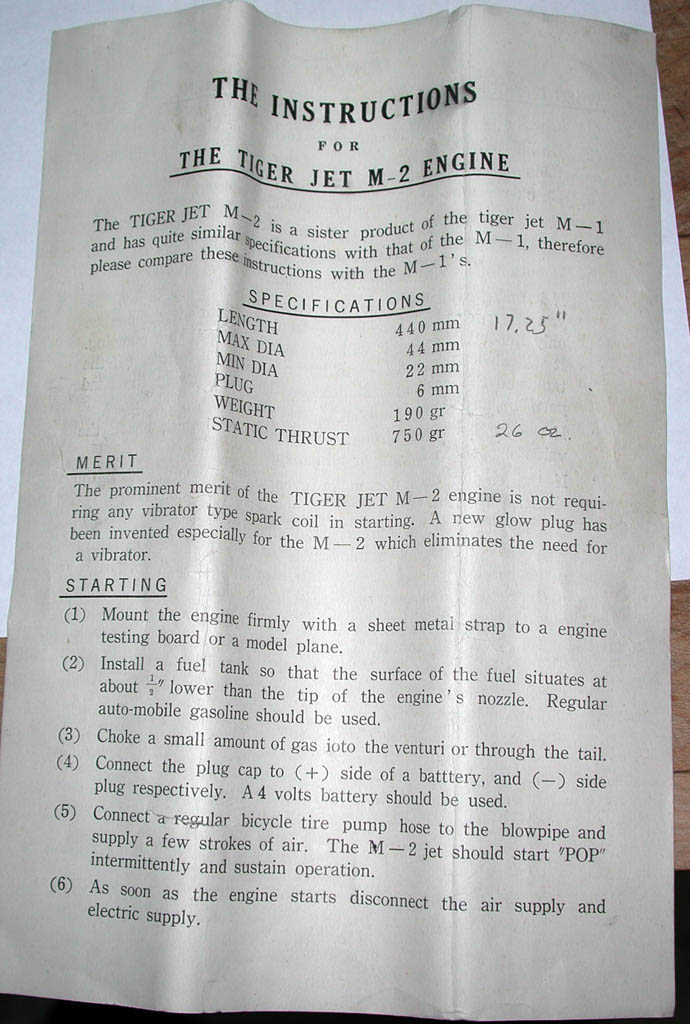 THE INSTRUCTIONS
FOR
THE TIGER JET M-2 ENGINE
The TIGER JET M-2 is a sister product of the tiger jet M-1
and has quite similar specifications with that of the M-1, therefore
please compare these instructions with the M-1's.
SPECIFICATIONS
LENGTH 440 mm 17,25"
MAX DIA 44 mm
MIN DIA 22 mm
PLUG 6 mm
WEIGHT 190 gr
STATIC THRUST 750 gr 26 oz.
MERIT
The prominent merit of the TIGER JET M-2 engine is not requi-
ring any vibrator type spark coil in starting. A new glow plug has
been invented especially for the M-2 which eliminates the need for
a vibrator.
STARTING
(1) Mount the engine firmly with a sheet metal strap to a engine
testing board or a model plane.
(2) Install a fuel tank so that the surface of the fuel situates at
about ½" lower than the tip of the engine's nozzle. Regular
auto-mobile gasoline should be used.
(3) Choke a small amount of gas ioto the venturi or through the tail.
(4) Connect the plug cap to (+) side of a batttery, and (-) side
plug respectively. A 4 volts battery should be used.
(5) Connect a regular bicycle tire pump hose to the blowpipe and
supply a few strokes of air. The M-2 jet should start "POP"
intermittently and sustain operation.
(6) As soon as the engine starts disconnect the air supply and
electric supply.